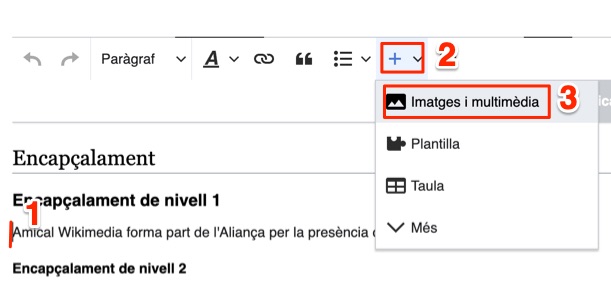 Paràgraf
A
2
Imatges i multimèdia
3
Plantilla
Taula
Més
Encapçalament
Encapçalament de nivell 1
1
Amical Wikimedia forma part de l'Aliança per la presència
Encapçalament de nivell 2